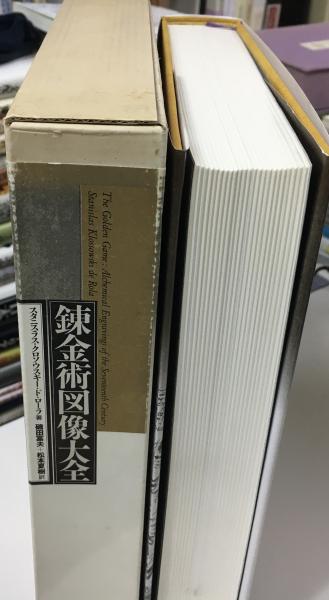 The Golden Game: Alchemical Engravings of the Seventeenth Century
Stanislas Klossowski de Rola
錬金術図像大全
スタニスラス・クロソウスキー・ド・ローラ 著
磯田富夫・松本夏樹 訳